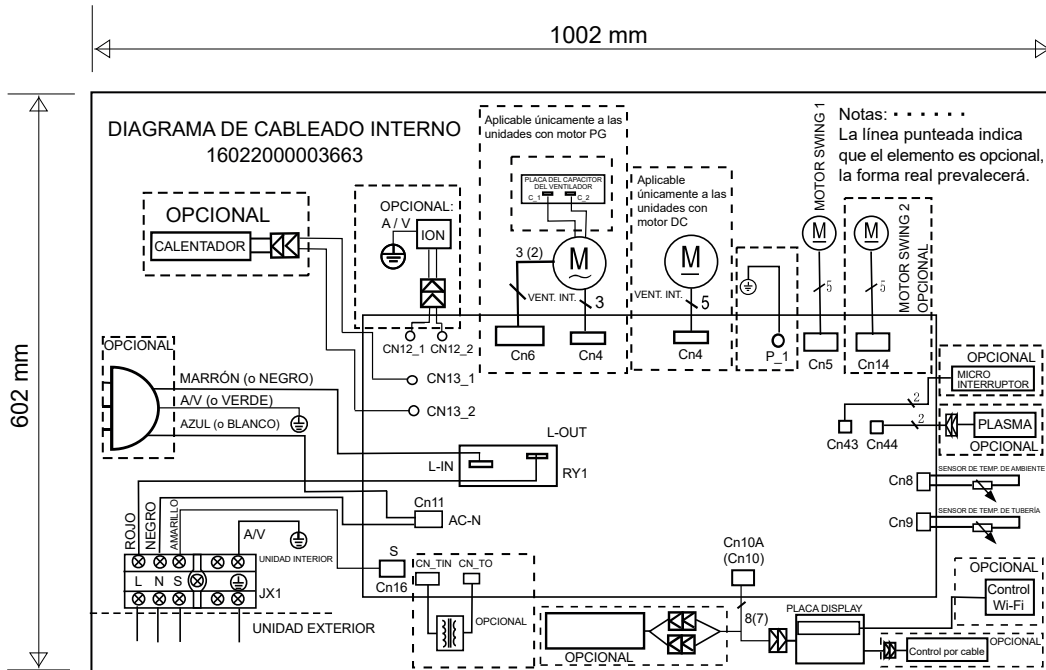 1002 mm
602 mm
DIAGRAMA DE CABLEADO INTERNO
16022000003663
Aplicable únicamente a las
unidades con motor PG
PLACA DEL CAPACITOR
DEL VENTILADOR
C_1
C_2
3 (2)
M
VENT. INT.
3
Cn6
Cn4
Aplicable
únicamente a las
unidades con
motor DC
M
VENT. INT.
5
Cn4
P_1
MOTOR SWING 1
M
5
Cn5
MOTOR SWING 2
OPCIONAL
M
5
Cn14
Notas: · · · · · ·
La línea punteada indica
que el elemento es opcional,
la forma real prevalecerá.
OPCIONAL
CALENTADOR
OPCIONAL:
A / V
ION
CN12_1
CN12_2
CN13_1
CN13_2
OPCIONAL
MARRÓN (o NEGRO)
A/V (o VERDE)
AZUL (o BLANCO)
L-OUT
L-IN
RY1
Cn11
AC-N
ROJO
NEGRO
AMARILLO
A/V
UNIDAD INTERIOR
L N S
JX1
UNIDAD EXTERIOR
S
Cn16
CN_TIN
CN_TO
OPCIONAL
OPCIONAL
Cn10A
(Cn10)
8(7)
PLACA DISPLAY
OPCIONAL
MICRO
INTERRUPTOR
2
2
Cn43
Cn44
PLASMA
OPCIONAL
SENSOR DE TEMP. DE AMBIENTE
Cn8
SENSOR DE TEMP. DE TUBERÍA
Cn9
OPCIONAL
Control
Wi-Fi
OPCIONAL
Control por cable